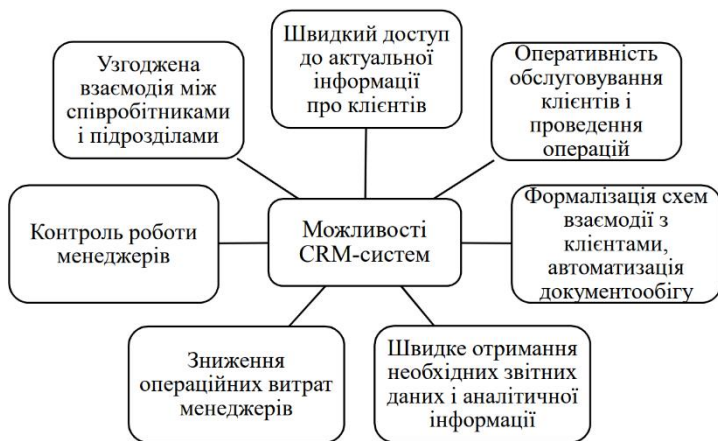 Швидкий доступ
до актуальної
інформації
про клієнтів
Оперативність
обслуговування
клієнтів і
проведення
операцій
Формалізація схем
взаємодії з
клієнтами,
автоматизація
документообігу
Швидке отримання
необхідних звітних
даних і аналітичної
інформації
Зниження
операційних витрат
менеджерів
Контроль роботи
менеджерів
Узгоджена
взаємодія між
співробітниками
і підрозділами
Можливості
CRM-систем